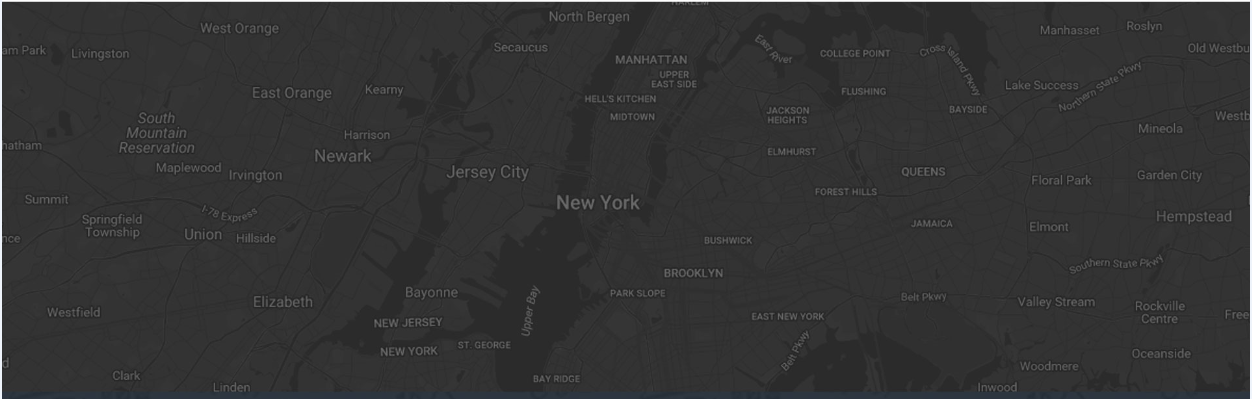 HARLEM
North Bergen
West Orange
Roslyn
Manhasset
Secaucus
Old Westbu
am Park
Livingston
East River
COLLEGE POINT
Cross Island Pkwy
MANHATTAN
UPPER
EAST SIDE
Lake Success
Northern State Pkwy
East Orange
Kearny
FLUSHING
HELL'S KITCHEN
BAYSIDE
JACKSON
HEIGHTS
MIDTOWN
Westb
South
Mountain
Reservation
Harrison
Mineola
hatham
ELMHURST
Newark
Maplewood
Irvington
Jersey City
QUEENS
Garden City
Floral Park
FOREST HILLS
Summit
New York
I-78 Express
Springfield
Township
Hempstead
JAMAICA
Elmont
Union
Hillside
nce
BUSHWICK
Southern State Pkwy
BROOKLYN
Bayonne
PARK SLOPE
Belt Pkwy
Elizabeth
Valley Stream
Upper Bay
Rockville
Centre
Westfield
Free
EAST NEW YORK
NEW JERSEY
ST. GEORGE
NEW YORK
Belt Pkwy
Oceanside
d
Woodmere
Clark
BAY RIDGE
Linden
Inwood